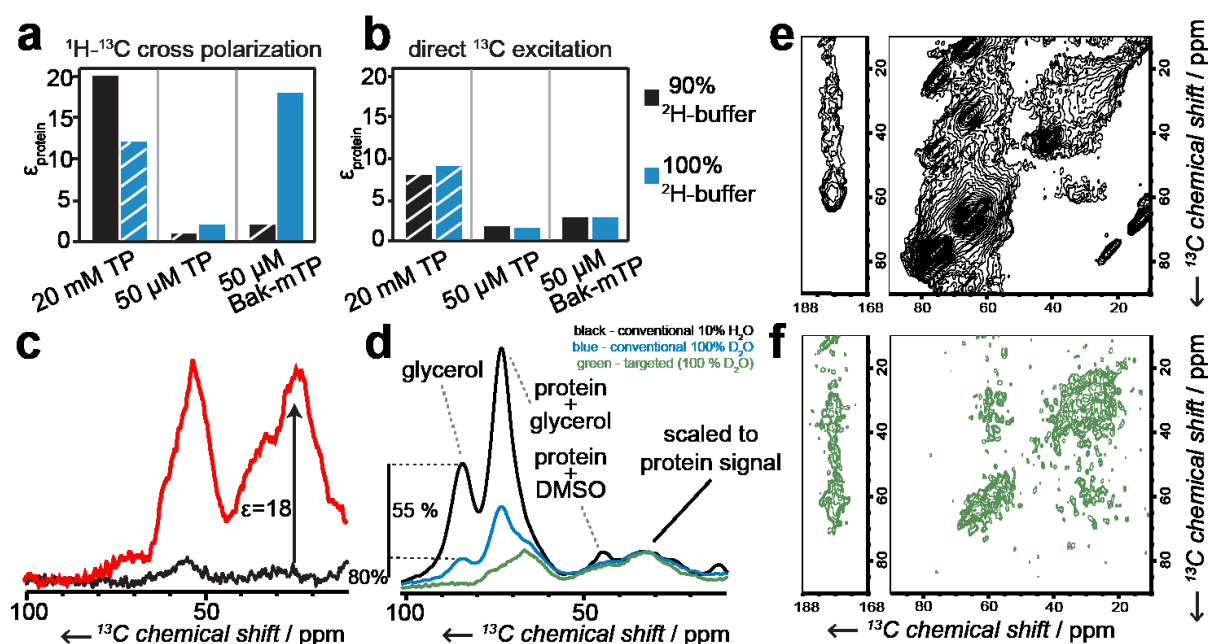 a
¹H-¹³C cross polarization
ε protein
20
15
10
5
0
20 mM TP
50 µM TP
50 µM
Bak-mTP
b
direct ¹³C excitation
20
15
10
5
0
20 mM TP
50 µM TP
50 µM
Bak-mTP
90%
²H-buffer
100%
²H-buffer
c
ε=18
100
50
← ¹³C chemical shift / ppm
d
black - conventional 10% H₂O
blue - conventional 100% D₂O
green - targeted (100 % D₂O)
glycerol
protein
+
glycerol
protein
+
DMSO
scaled to
protein signal
55 %
80%
100
50
← ¹³C chemical shift / ppm
e
20
40
60
80
188
168
80
60
40
20
20
40
60
80
← ¹³C chemical shift / ppm
f
20
40
60
80
188
168
80
60
40
20
20
40
60
80
← ¹³C chemical shift / ppm
← ¹³C chemical shift / ppm